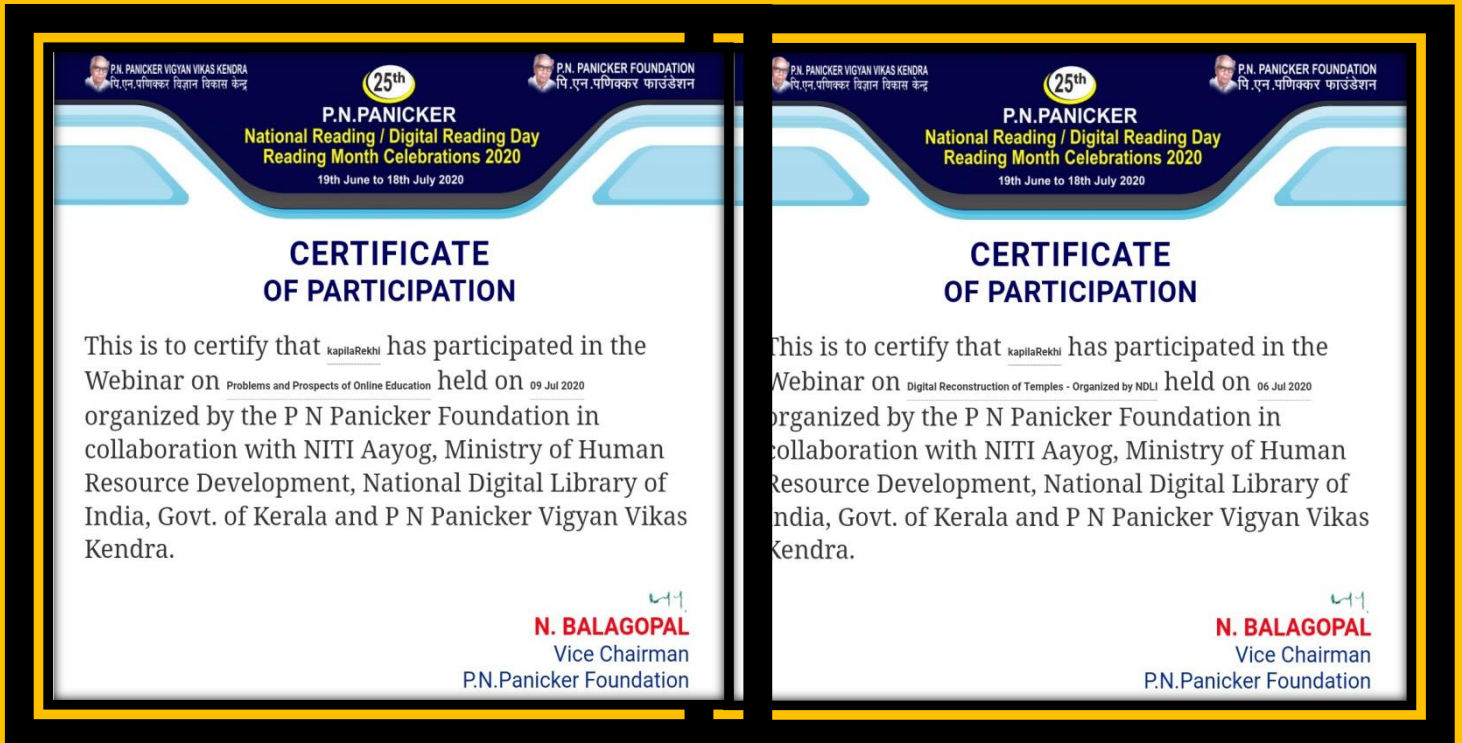 P.N. PANICKER VIGYAN VIKAS KENDRA
पि.एन.पणिक्कर विज्ञान विकास केन्द्र
25th
P.N. PANICKER FOUNDATION
पि.एन.पणिक्कर फाउंडेशन
P.N.PANICKER
National Reading / Digital Reading Day
Reading Month Celebrations 2020
19th June to 18th July 2020
CERTIFICATE
OF PARTICIPATION
This is to certify that kapilaRekhi has participated in the
Webinar on Problems and Prospects of Online Education held on 09 Jul 2020
organized by the P N Panicker Foundation in
collaboration with NITI Aayog, Ministry of Human
Resource Development, National Digital Library of
India, Govt. of Kerala and P N Panicker Vigyan Vikas
Kendra.
N. BALAGOPAL
Vice Chairman
P.N.Panicker Foundation
P.N. PANICKER VIGYAN VIKAS KENDRA
पि.एन.पणिक्कर विज्ञान विकास केन्द्र
25th
P.N. PANICKER FOUNDATION
पि.एन.पणिक्कर फाउंडेशन
P.N.PANICKER
National Reading / Digital Reading Day
Reading Month Celebrations 2020
19th June to 18th July 2020
CERTIFICATE
OF PARTICIPATION
This is to certify that kapilaRekhi has participated in the
Webinar on Digital Reconstruction of Temples - Organized by NDLI held on 06 Jul 2020
organized by the P N Panicker Foundation in
collaboration with NITI Aayog, Ministry of Human
Resource Development, National Digital Library of
India, Govt. of Kerala and P N Panicker Vigyan Vikas
Kendra.
N. BALAGOPAL
Vice Chairman
P.N.Panicker Foundation